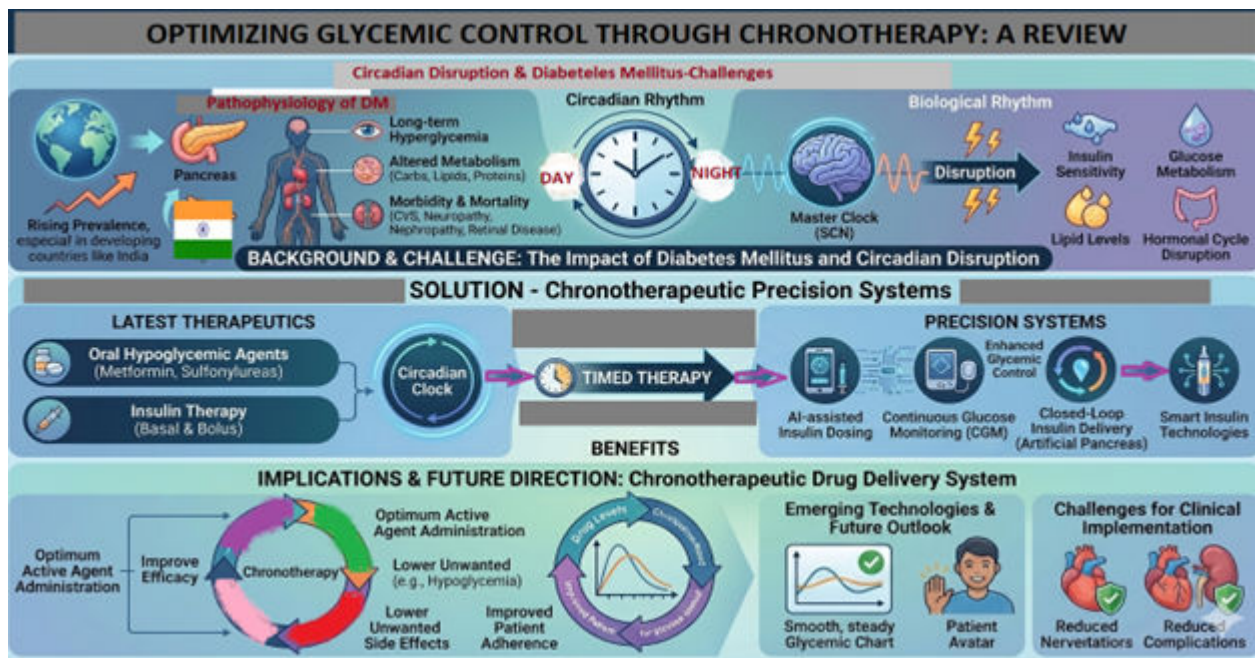 OPTIMIZING GLYCEMIC CONTROL THROUGH CHRONOTHERAPY: A REVIEW
Circadian Disruption & Diabeteles Mellitus-Challenges
Pathophysiology of DM
Pancreas
Rising Prevalence,
especial in developing
countries like India
Long-term
Hyperglycemia
Altered Metabolism
(Carbs, Lipids, Proteins)
Morbidity & Mortality
(CVS, Neuropathy,
Nephropathy, Retinal Disease)
Circadian Rhythm
DAY
NIGHT
Biological Rhythm
Master Clock
(SCN)
Disruption
Insulin
Sensitivity
Glucose
Metabolism
Lipid Levels
Hormonal Cycle
Disruption
BACKGROUND & CHALLENGE: The Impact of Diabetes Mellitus and Circadian Disruption
SOLUTION - Chronotherapeutic Precision Systems
LATEST THERAPEUTICS
Oral Hypoglycemic Agents
(Metformin, Sulfonylureas)
Insulin Therapy
(Basal & Bolus)
Circadian
Clock
TIMED THERAPY
BENEFITS
PRECISION SYSTEMS
AI-assisted
Insulin Dosing
Continuous Glucose
Monitoring (CGM)
Enhanced
Glycemic
Control
Closed-Loop
Insulin Delivery
(Artificial Pancreas)
Smart Insulin
Technologies
IMPLICATIONS & FUTURE DIRECTION: Chronotherapeutic Drug Delivery System
Optimum
Active Agent
Administration
Improve
Efficacy
Chronotherapy
Optimum Active
Agent Administration
Lower Unwanted
(e.g., Hypoglycemia)
Lower
Unwanted
Side Effects
Improved
Patient
Adherence
Drug Levels
Improved Patient
Emerging Technologies &
Future Outlook
Smooth, steady
Glycemic Chart
Patient
Avatar
Challenges for Clinical
Implementation
Reduced
Nervertations
Reduced
Complications